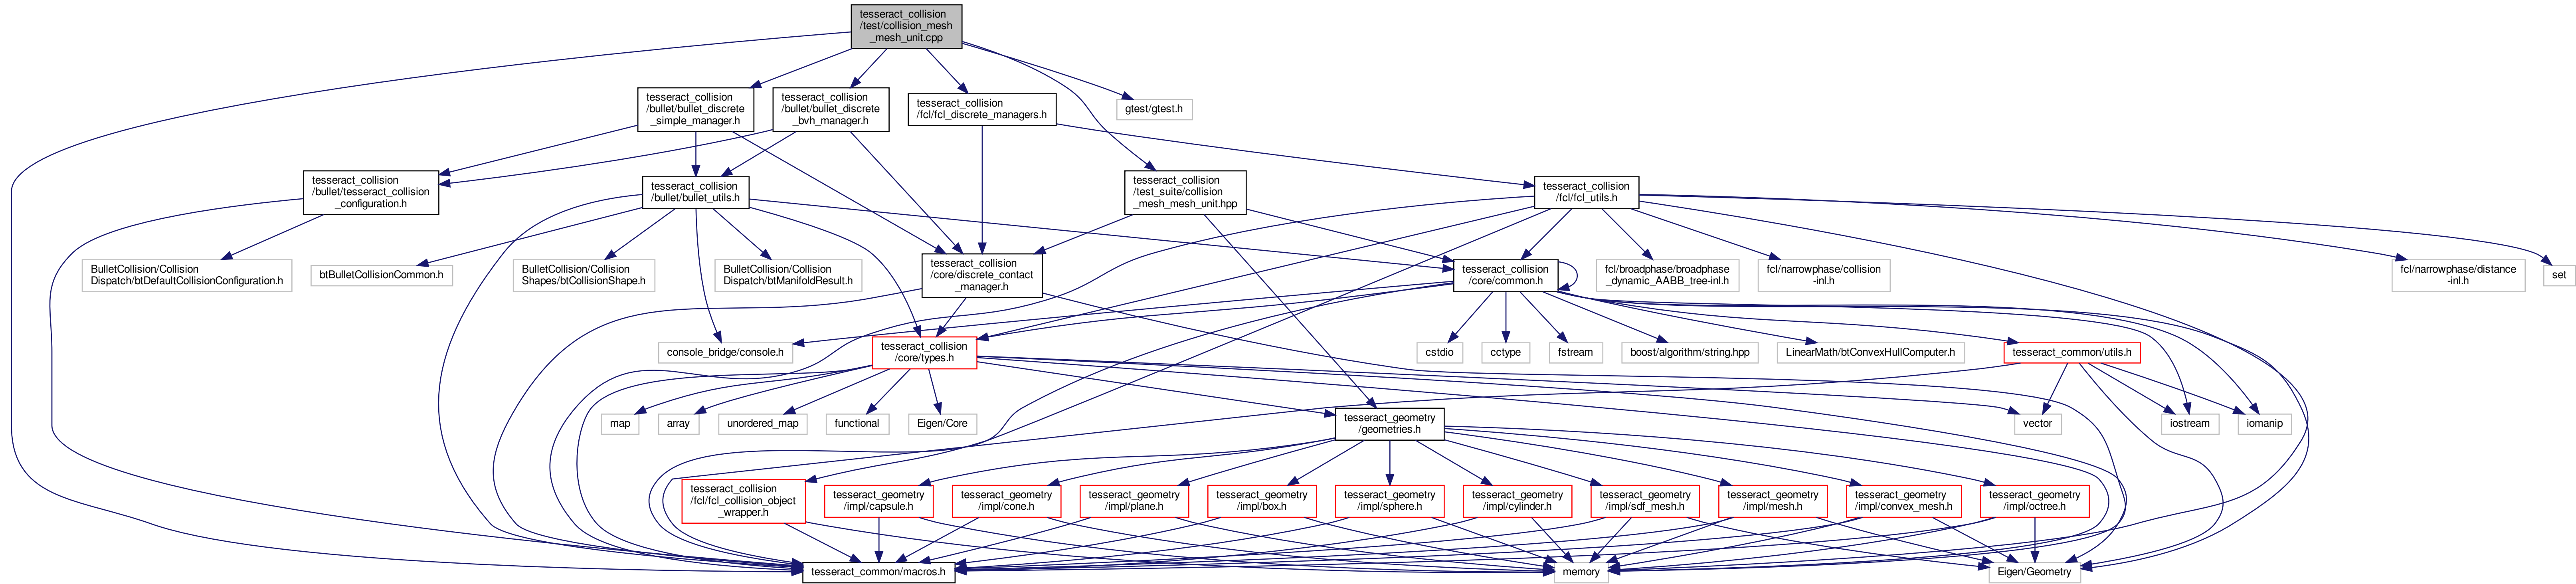 tesseract_collision
/test/collision_mesh
_mesh_unit.cpp
tesseract_collision
/bullet/bullet_discrete
_simple_manager.h
tesseract_collision
/bullet/bullet_discrete
_bvh_manager.h
tesseract_collision
/fcl/fcl_discrete_managers.h
gtest/gtest.h
tesseract_collision
/bullet/tesseract_collision
_configuration.h
tesseract_collision
/bullet/bullet_utils.h
tesseract_collision
/test_suite/collision
_mesh_mesh_unit.hpp
tesseract_collision
/fcl/fcl_utils.h
BulletCollision/Collision
Dispatch/btDefaultCollisionConfiguration.h
btBulletCollisionCommon.h
BulletCollision/Collision
Shapes/btCollisionShape.h
BulletCollision/Collision
Dispatch/btManifoldResult.h
tesseract_collision
/core/discrete_contact
_manager.h
tesseract_collision
/core/common.h
fcl/broadphase/broadphase
_dynamic_AABB_tree-inl.h
fcl/narrowphase/collision
-inl.h
fcl/narrowphase/distance
-inl.h
set
console_bridge/console.h
tesseract_collision
/core/types.h
cstdio
cctype
fstream
boost/algorithm/string.hpp
LinearMath/btConvexHullComputer.h
tesseract_common/utils.h
map
array
unordered_map
functional
Eigen/Core
tesseract_geometry
/geometries.h
vector
iostream
iomanip
tesseract_collision
/fcl/fcl_collision_object
_wrapper.h
tesseract_geometry
/impl/capsule.h
tesseract_geometry
/impl/cone.h
tesseract_geometry
/impl/plane.h
tesseract_geometry
/impl/box.h
tesseract_geometry
/impl/sphere.h
tesseract_geometry
/impl/cylinder.h
tesseract_geometry
/impl/sdf_mesh.h
tesseract_geometry
/impl/mesh.h
tesseract_geometry
/impl/convex_mesh.h
tesseract_geometry
/impl/octree.h
tesseract_common/macros.h
memory
Eigen/Geometry